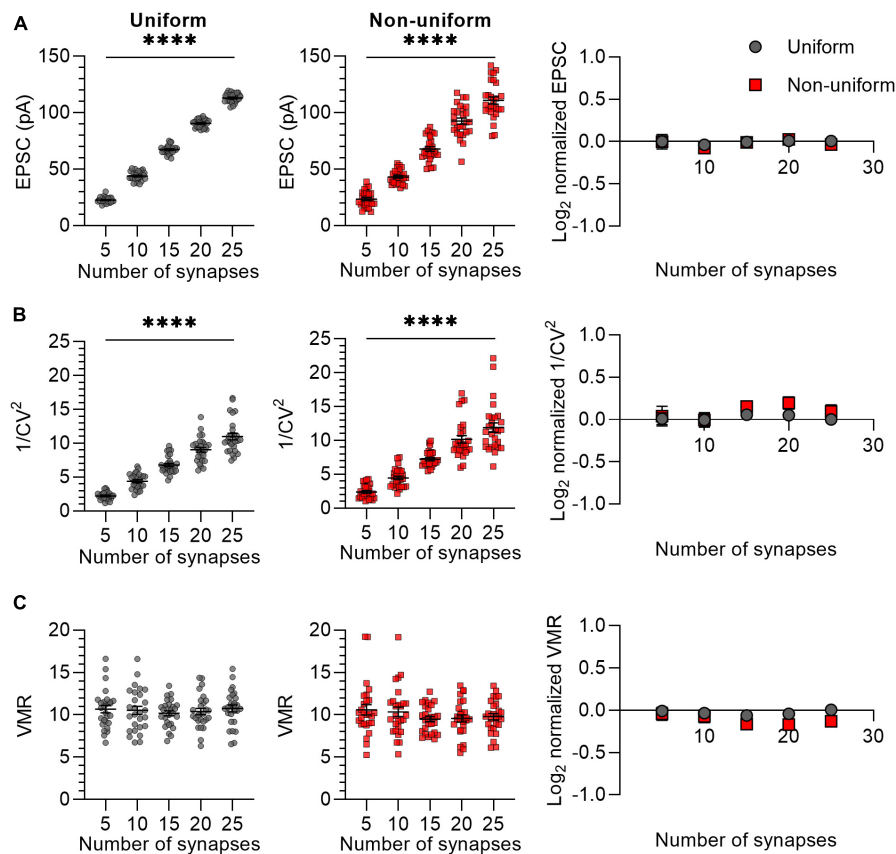 A
Uniform
****
EPSC (pA)
150
100
50
0
5 10 15 20 25
Number of synapses
Non-uniform
****
EPSC (pA)
150
100
50
0
5 10 15 20 25
Number of synapses
Log₂ normalized EPSC
1.0
0.5
0.0
-0.5
-1.0
10 20 30
Number of synapses
Uniform
Non-uniform
B
****
1/CV²
25
20
15
10
5
0
5 10 15 20 25
Number of synapses
****
1/CV²
25
20
15
10
5
0
5 10 15 20 25
Number of synapses
Log₂ normalized 1/CV²
1.0
0.5
0.0
-0.5
-1.0
10 20 30
Number of synapses
C
VMR
20
15
10
5
0
5 10 15 20 25
Number of synapses
VMR
20
15
10
5
0
5 10 15 20 25
Number of synapses
Log₂ normalized VMR
1.0
0.5
0.0
-0.5
-1.0
10 20 30
Number of synapses